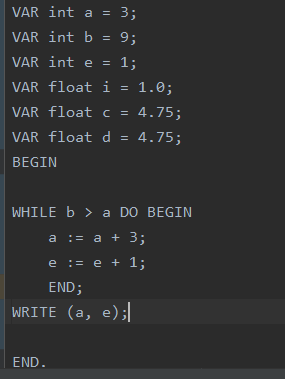 VAR int a = 3;
VAR int b = 9;
VAR int e = 1;
VAR float i = 1.0;
VAR float c = 4.75;
VAR float d = 4.75;
BEGIN
WHILE b > a DO BEGIN
a := a + 3;
e := e + 1;
END;
WRITE (a, e);
END.